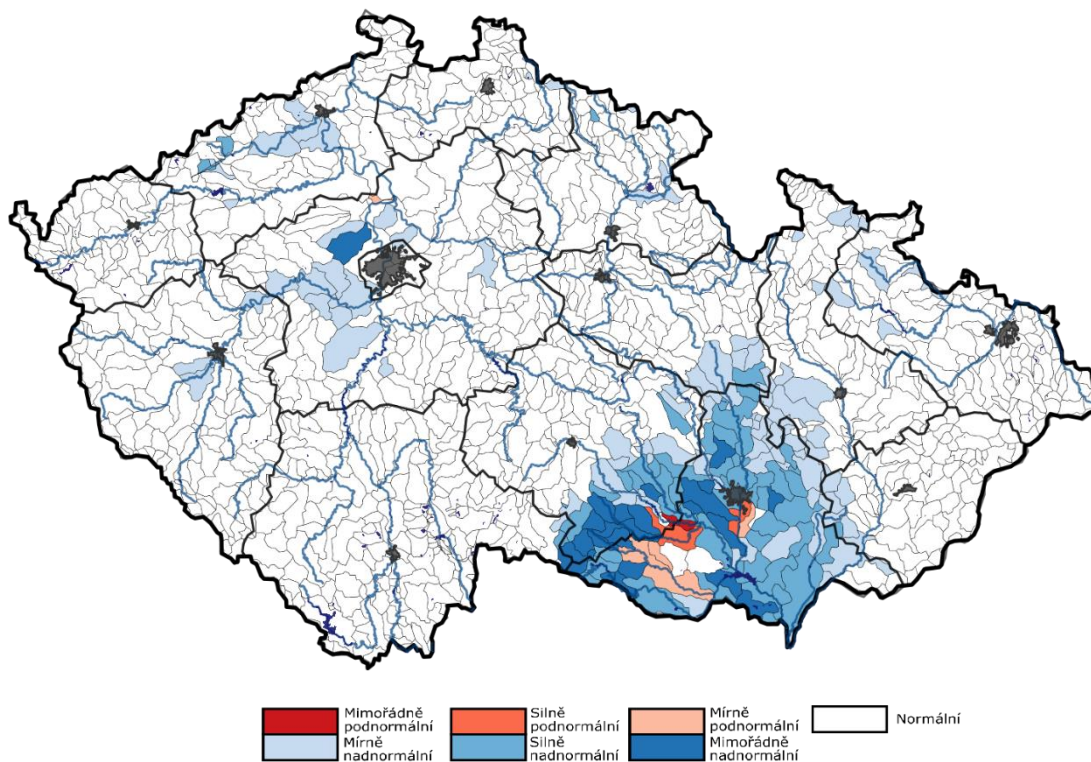 Mimořádně
podnormální
Silně
podnormální
Mírně
podnormální
Normální
Mírně
nadnormální
Silně
nadnormální
Mimořádně
nadnormální